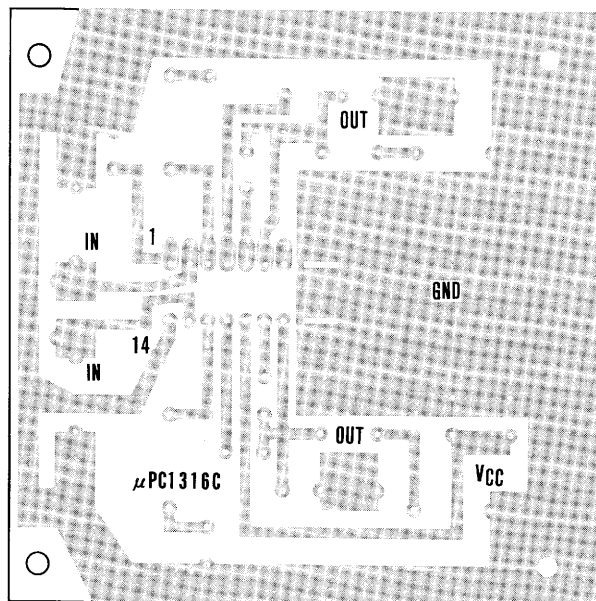 OUT
1
IN
GND
14
IN
OUT
μPC1316C
VCC